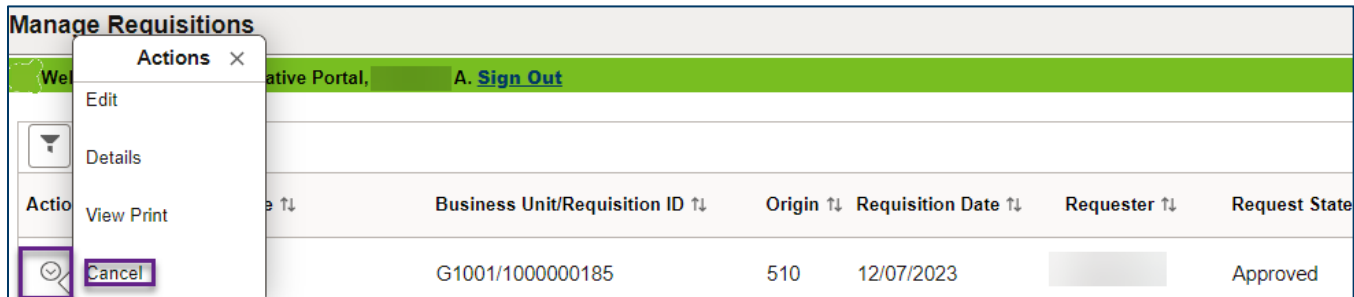 Manage Requisitions
Actions ×
Wel ative Portal, A. Sign Out
Edit
Details
Actio e ↑↓ Business Unit/Requisition ID ↑↓ Origin ↑↓ Requisition Date ↑↓ Requester ↑↓ Request State
View Print
Cancel G1001/1000000185 510 12/07/2023 Approved